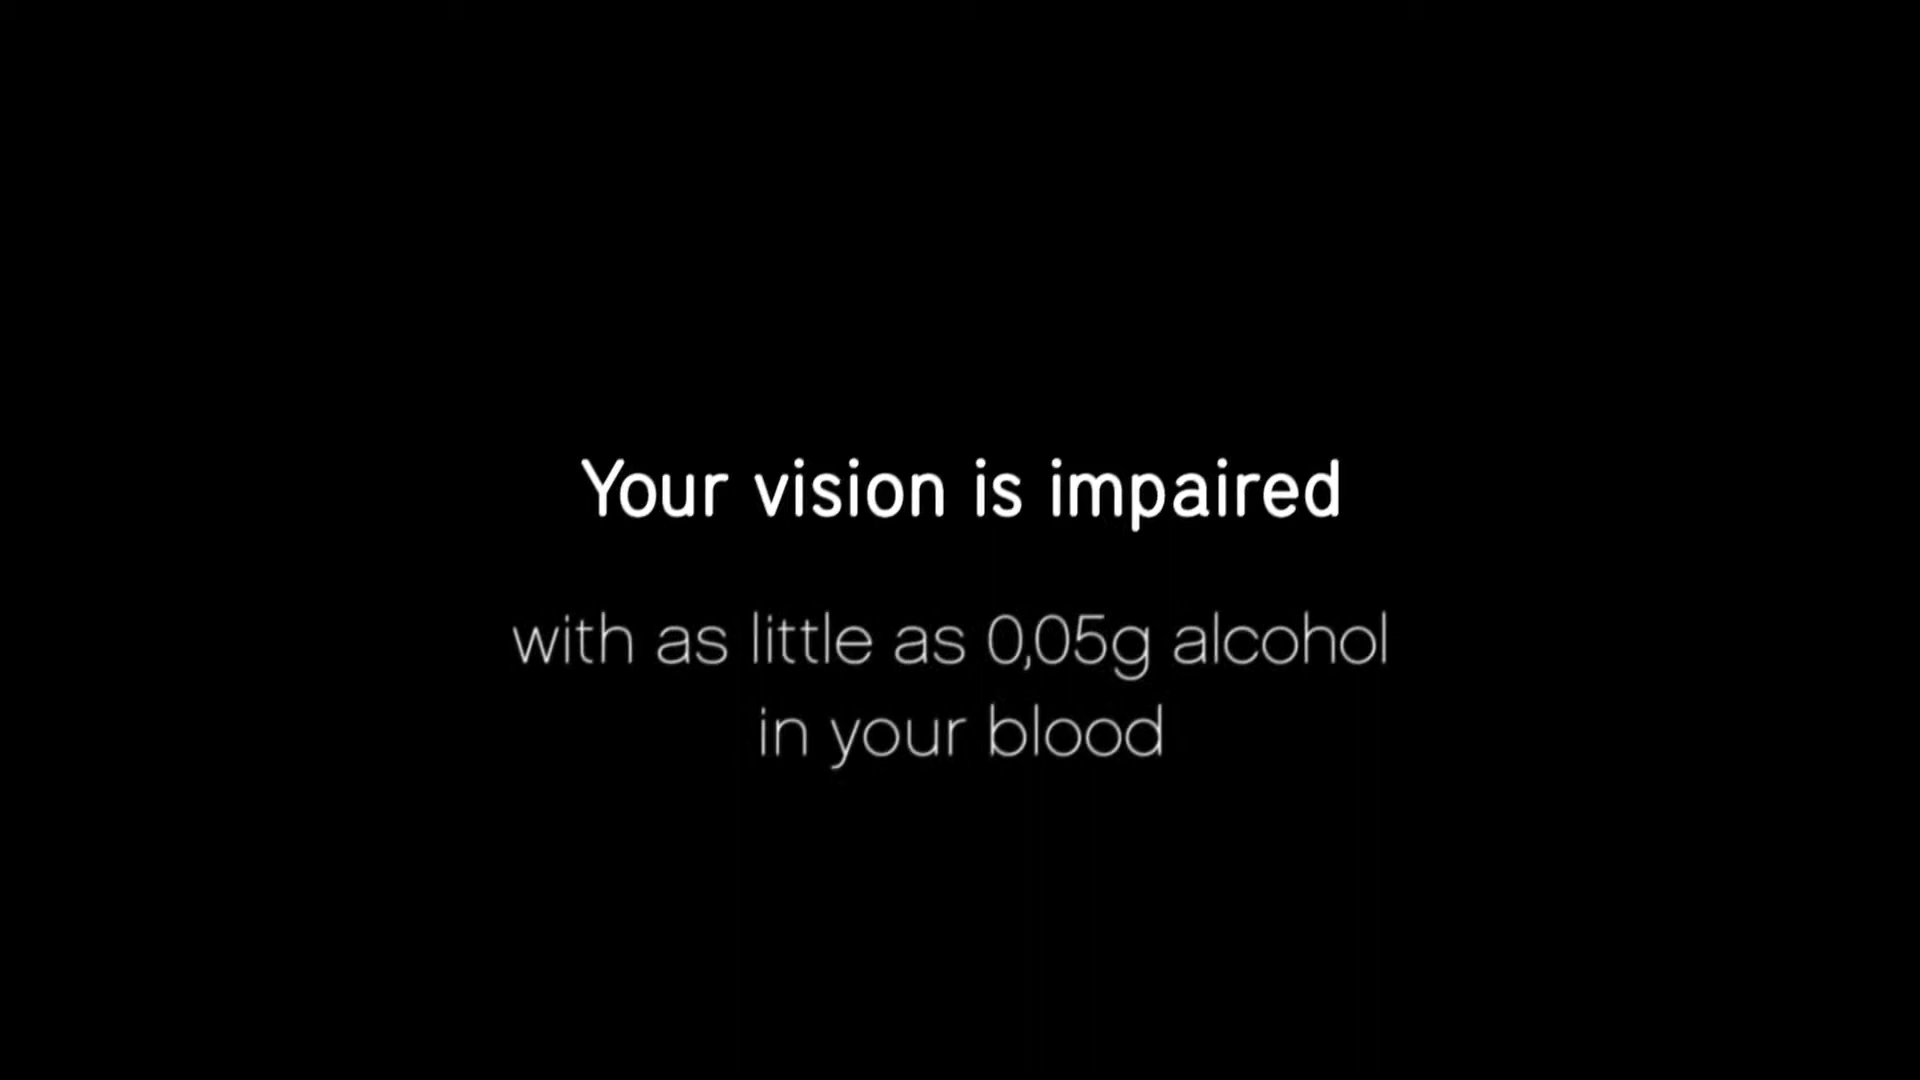 Your vision is impaired
with as little as 0,05g alcohol
in your blood